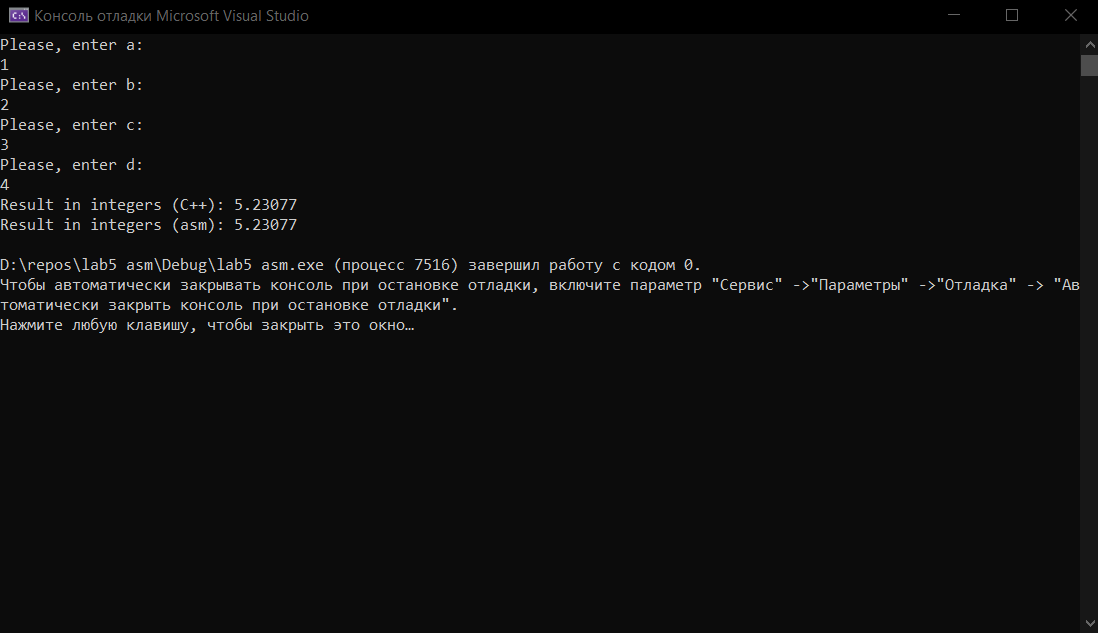 Консоль отладки Microsoft Visual Studio
Please, enter a:
1
Please, enter b:
2
Please, enter c:
3
Please, enter d:
4
Result in integers (C++): 5.23077
Result in integers (asm): 5.23077
D:\repos\lab5 asm\Debug\lab5 asm.exe (процесс 7516) завершил работу с кодом 0.
Чтобы автоматически закрывать консоль при остановке отладки, включите параметр "Сервис" ->"Параметры" ->"Отладка" -> "Ав
томатически закрыть консоль при остановке отладки".
Нажмите любую клавишу, чтобы закрыть это окно…